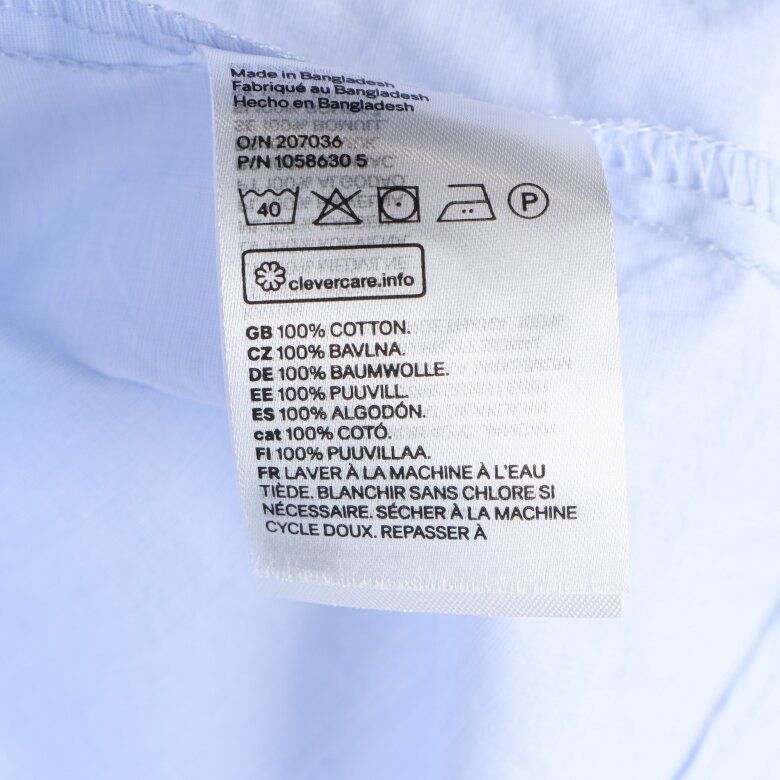 Made in Bangladesh
Fabriqué au Bangladesh
Hecho en Bangladesh
O/N 207036
P/N 1058630 5
40
P
clevercare.info
GB 100% COTTON.
CZ 100% BAVLNA.
DE 100% BAUMWOLLE.
EE 100% PUUVILL.
ES 100% ALGODÓN.
cat 100% COTÓ.
FI 100% PUUVILLAA.
FR LAVER À LA MACHINE À L'EAU
TIÈDE. BLANCHIR SANS CHLORE SI
NÉCESSAIRE. SÉCHER À LA MACHINE
CYCLE DOUX. REPASSER À